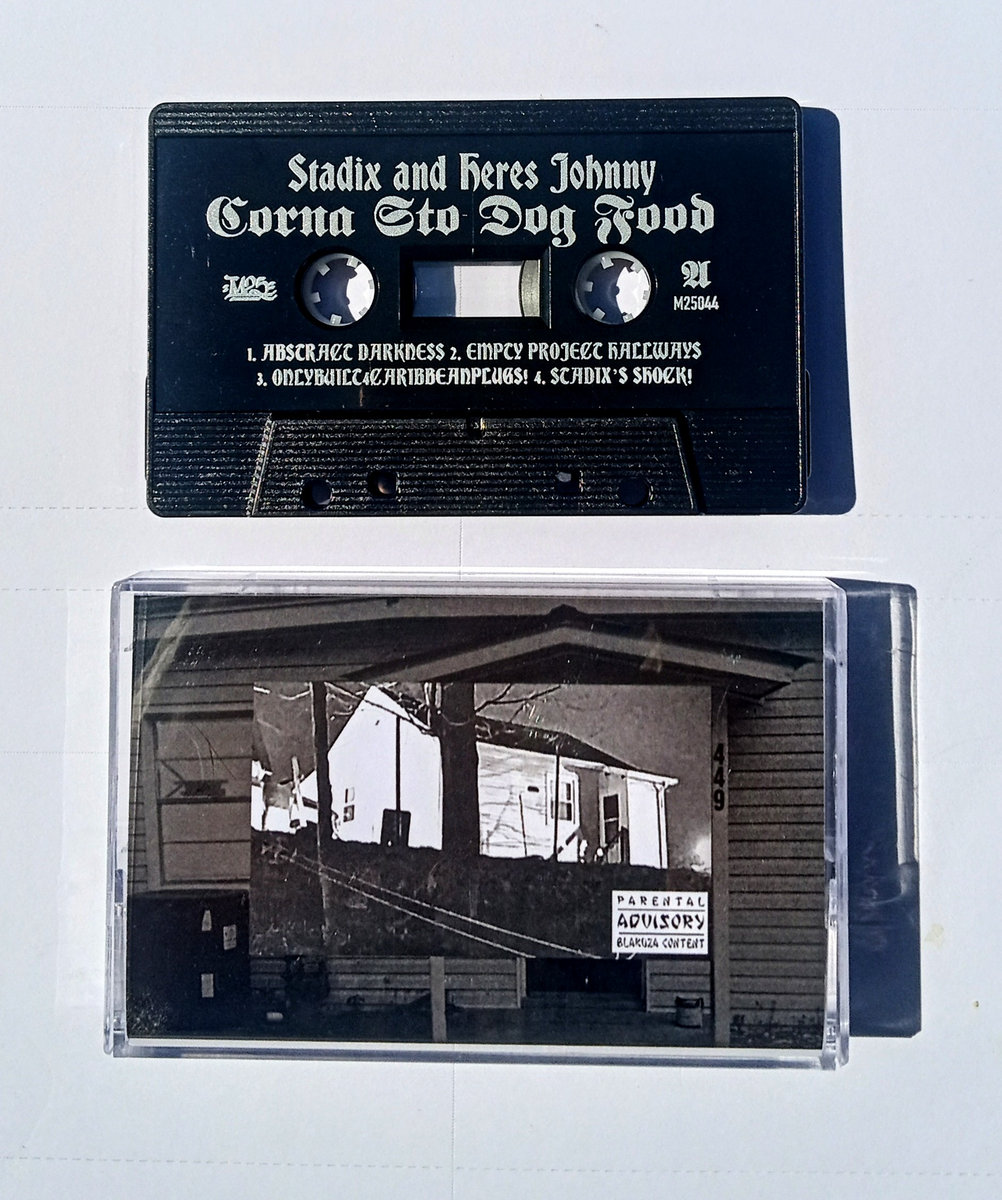 Stadix and Heres Johnny
Corna Sto Dog Food
A
M25044
1. ABSTRACT DARKNESS 2. EMPTY PROJECT HALLWAYS
3. ONLYBUILT4CARIBBEANPLUGS! 4. STADIX'S SHOCK!
449
PARENTAL
ADVISORY
BLAKUZA CONTENT